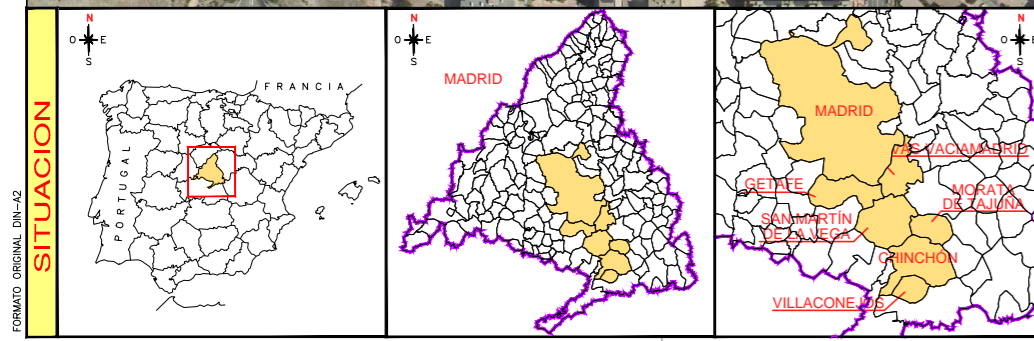 FORMATO ORIGINAL DIN-A2
SITUACION
N
O E
S
FRANCIA
PORTUGAL
N
O E
S
MADRID
N
O E
S
MADRID
VAS VACIAMADRID
GETAFE
MORATA
DE TAJUÑA
SAN MARTÍN
DE LA VEGA
CHINCHÓN
VILLACONEJOS